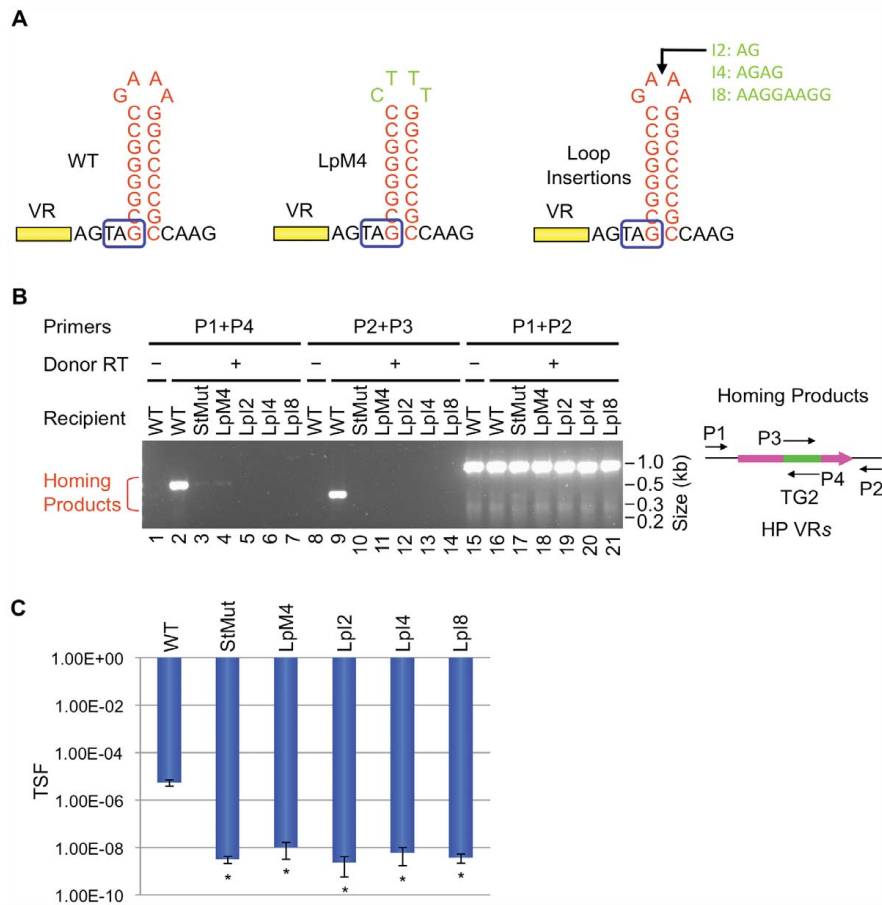 A
A A
G A
C G
C G
G C
G C
G C
G C
C G
WT
VR
AGTAGCCAAG
T T
C T
C G
C G
G C
G C
G C
G C
C G
LpM4
VR
AGTAGCCAAG
I2: AG
I4: AGAG
I8: AAGGAAGG
A A
G A
C G
C G
G C
G C
G C
G C
C G
Loop
Insertions
VR
AGTAGCCAAG
B
Primers P1+P4 P2+P3 P1+P2
Donor RT – + – + – +
Recipient WT WT StMut LpM4 LpI2 LpI4 LpI8 WT WT StMut LpM4 LpI2 LpI4 LpI8 WT WT StMut LpM4 LpI2 LpI4 LpI8
Homing
Products
1.0
0.5
0.3
0.2
Size (kb)
1 2 3 4 5 6 7 8 9 10 11 12 13 14 15 16 17 18 19 20 21
Homing Products
P1 P3
P4 P2
TG2
HP VRs
C
WT StMut LpM4 LpI2 LpI4 LpI8
TSF
1.00E+00
1.00E-02
1.00E-04
1.00E-06
1.00E-08
1.00E-10
* * * * *